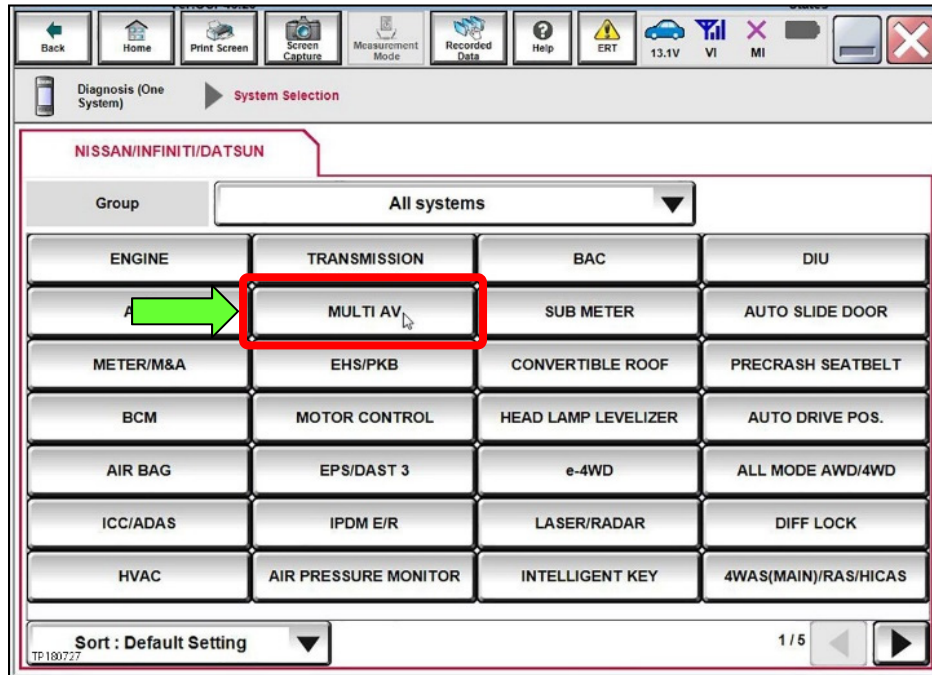 Back
Home
Print Screen
Screen
Capture
Measurement
Mode
Recorded
Data
Help
ERT
13.1V
VI
MI
Diagnosis (One
System)
System Selection
NISSAN/INFINITI/DATSUN
Group
All systems
ENGINE
TRANSMISSION
BAC
DIU
MULTI AV
SUB METER
AUTO SLIDE DOOR
METER/M&A
EHS/PKB
CONVERTIBLE ROOF
PRECRASH SEATBELT
BCM
MOTOR CONTROL
HEAD LAMP LEVELIZER
AUTO DRIVE POS.
AIR BAG
EPS/DAST 3
e-4WD
ALL MODE AWD/4WD
ICC/ADAS
IPDM E/R
LASER/RADAR
DIFF LOCK
HVAC
AIR PRESSURE MONITOR
INTELLIGENT KEY
4WAS(MAIN)/RAS/HICAS
Sort : Default Setting
1/5
TP180727